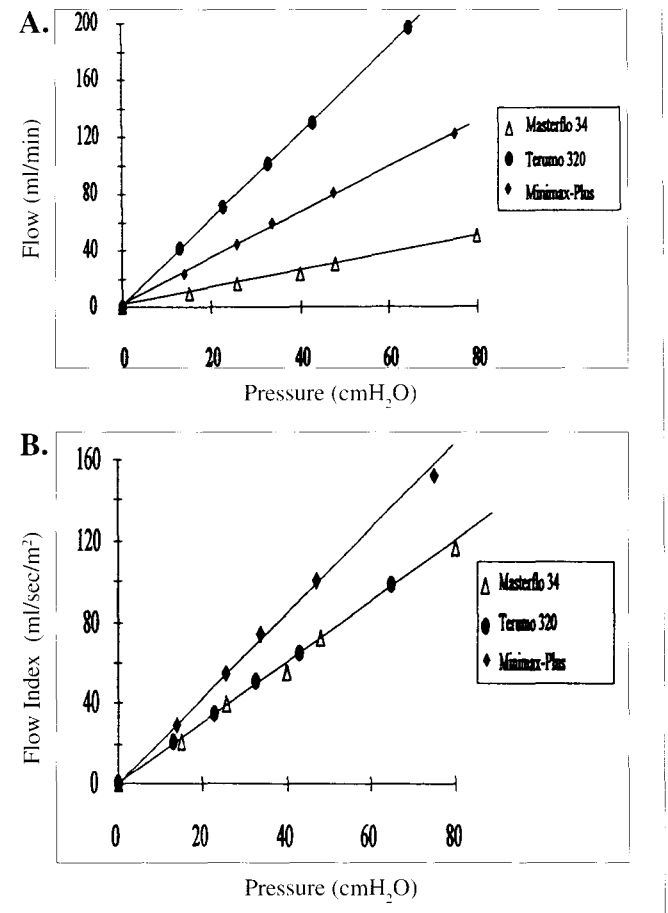 A.
200
160
120
80
40
0
Flow (ml/min)
0 20 40 60 80
Pressure (cmH₂O)
Masterflo 34
Terumo 320
Minimax-Plus
B.
160
120
80
40
0
Flow Index (ml/sec/m²)
0 20 40 60 80
Pressure (cmH₂O)
Masterflo 34
Terumo 320
Minimax-Plus